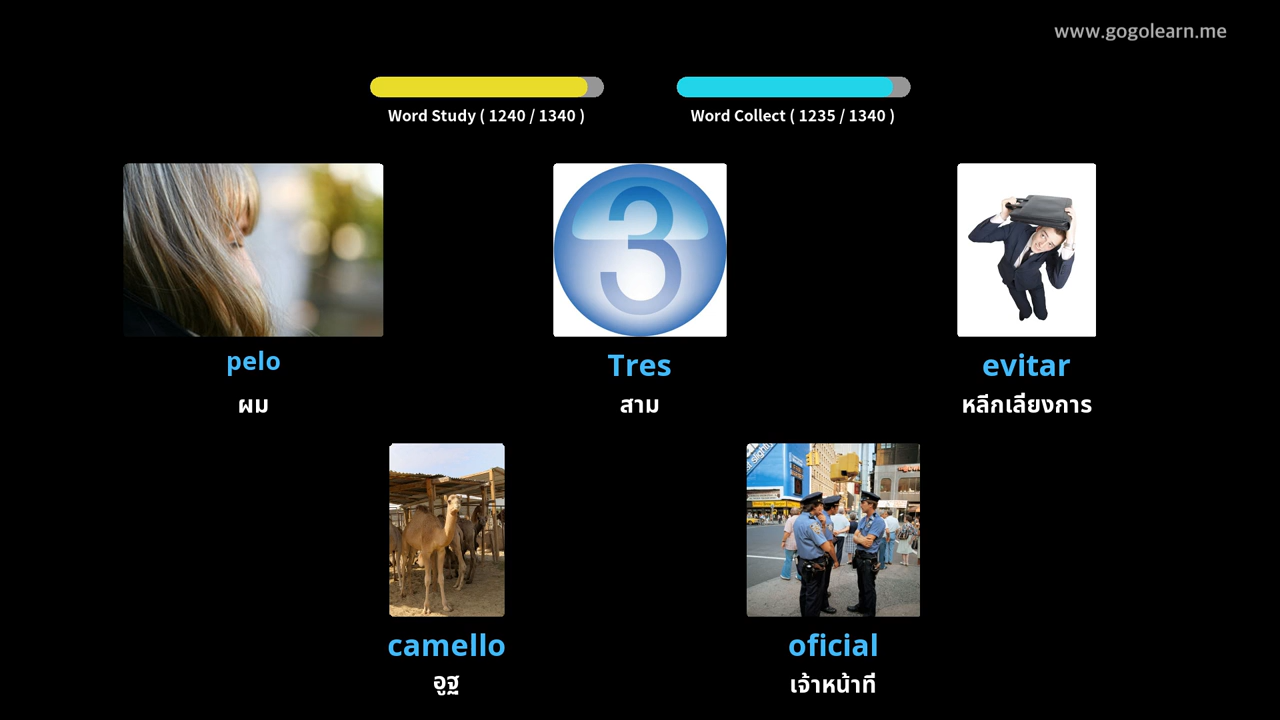 www.gogolearn.me
Word Study ( 1240 / 1340 )
Word Collect ( 1235 / 1340 )
3
pelo
Tres
evitar
ผม
สาม
หลีกเลี่ยงการ
camello
oficial
อูฐ
เจ้าหน้าที่